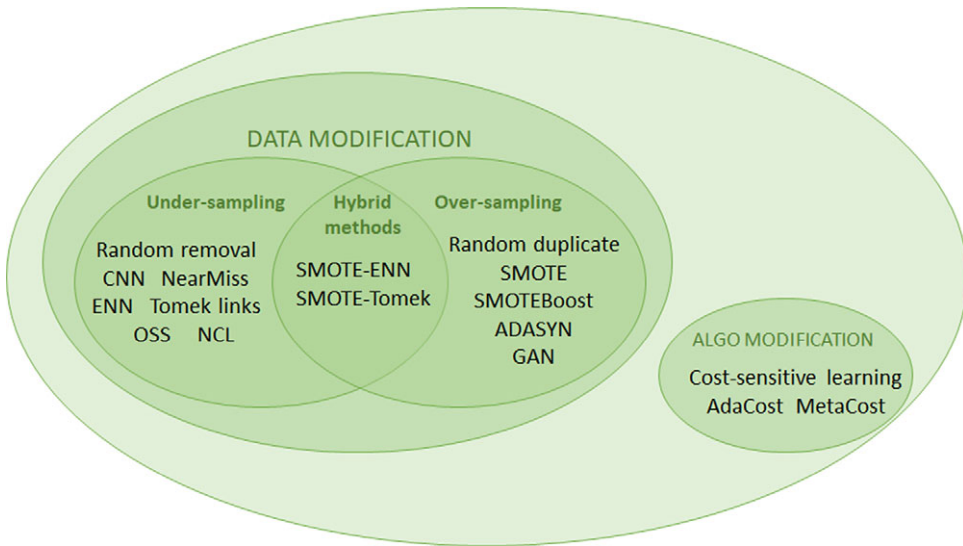 DATA MODIFICATION
Under-sampling
Random removal
CNN NearMiss
ENN Tomek links
OSS NCL
Hybrid
methods
SMOTE-ENN
SMOTE-Tomek
Over-sampling
Random duplicate
SMOTE
SMOTEBoost
ADASYN
GAN
ALGO MODIFICATION
Cost-sensitive learning
AdaCost MetaCost